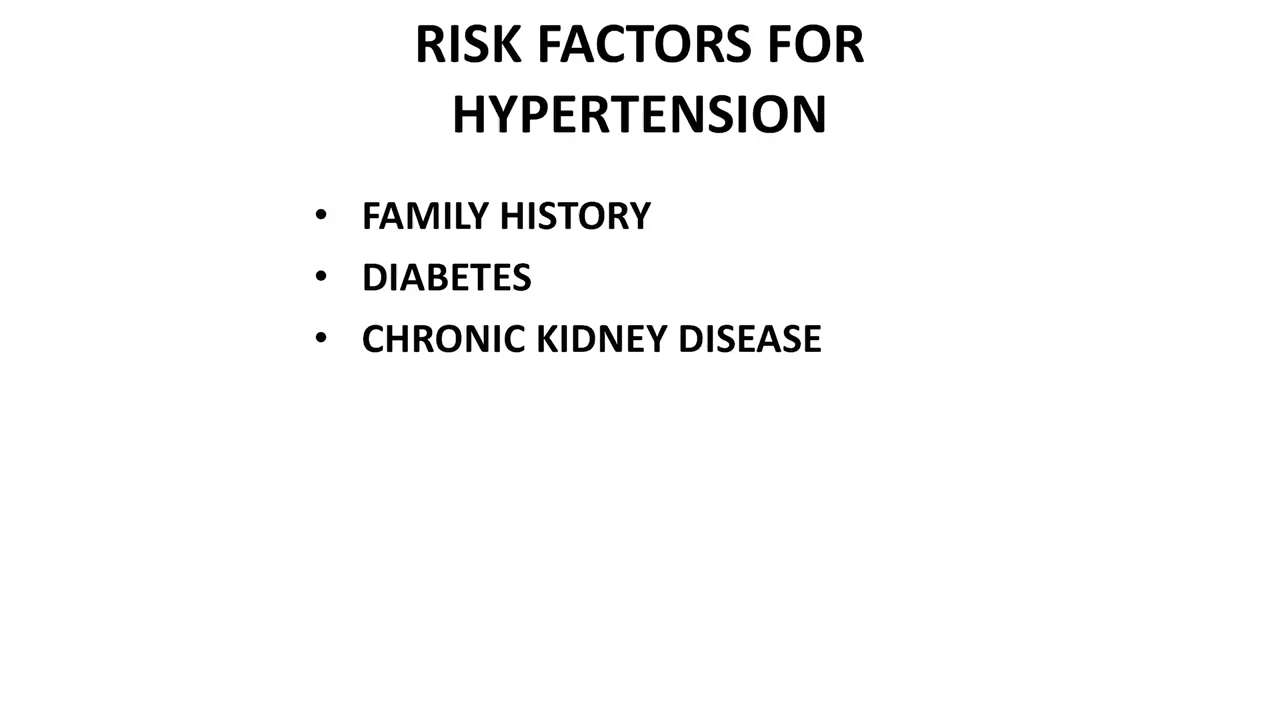 RISK FACTORS FOR
HYPERTENSION
• FAMILY HISTORY
• DIABETES
• CHRONIC KIDNEY DISEASE